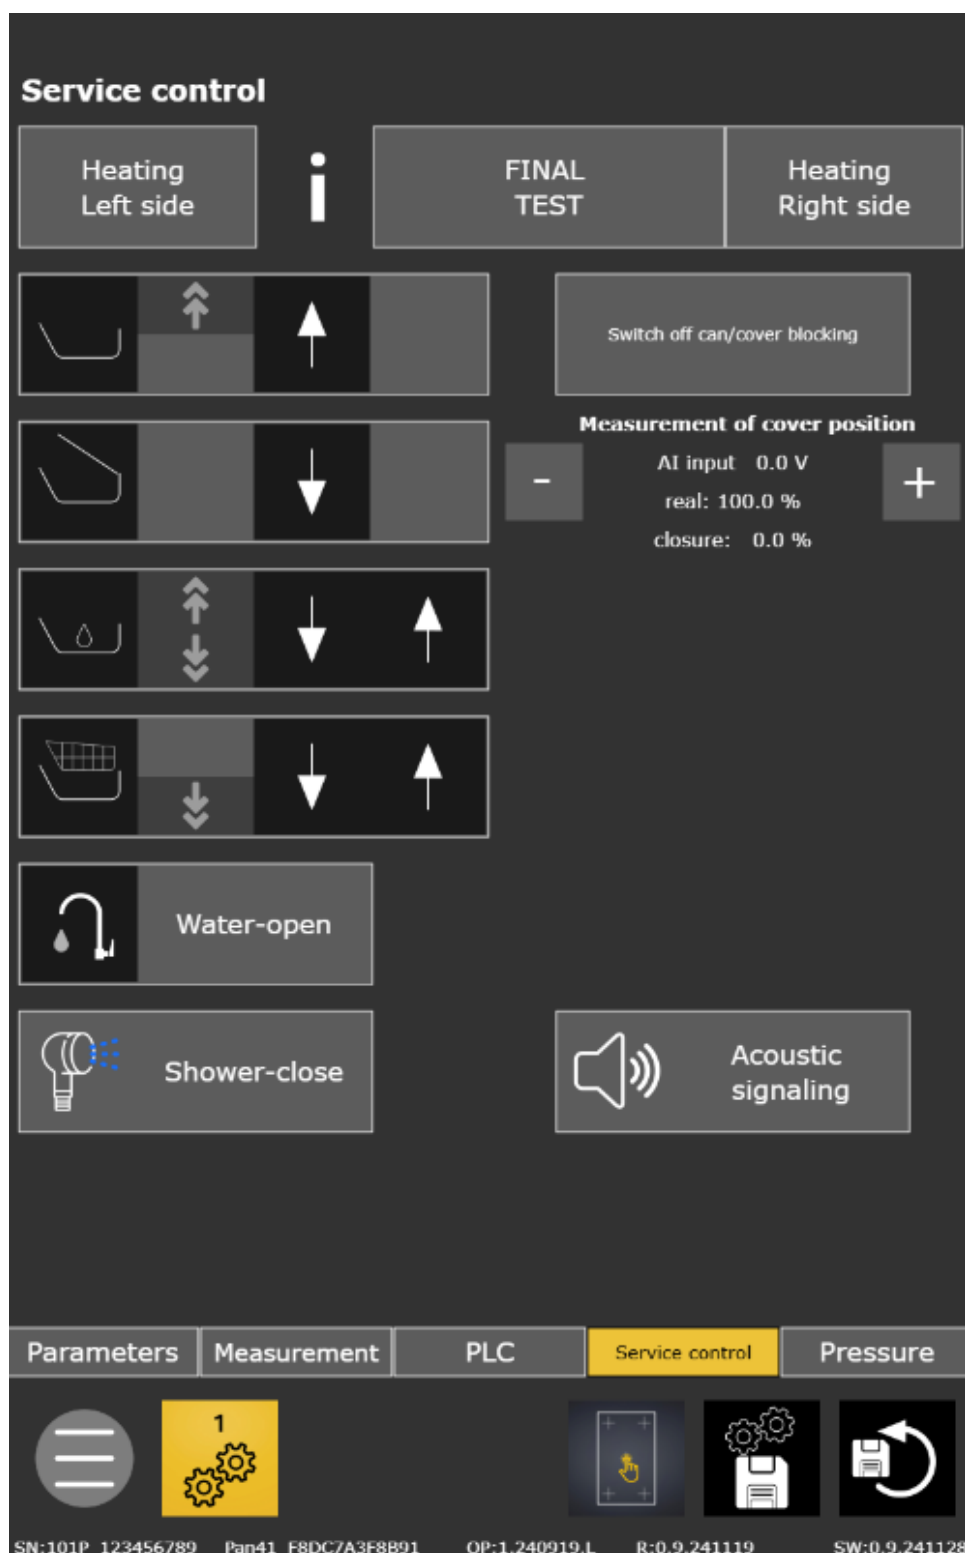 Service control
Heating
Left side
i
FINAL
TEST
Heating
Right side
Switch off can/cover blocking
Measurement of cover position
-
AI input 0.0 V
+
real: 100.0 %
closure: 0.0 %
Water-open
Shower-close
Acoustic
signaling
Parameters
Measurement
PLC
Service control
Pressure
1
SN:101P_123456789 Pan41_F8DC7A3F8B91 OP:1.240919.L R:0.9.241119 SW:0.9.241128